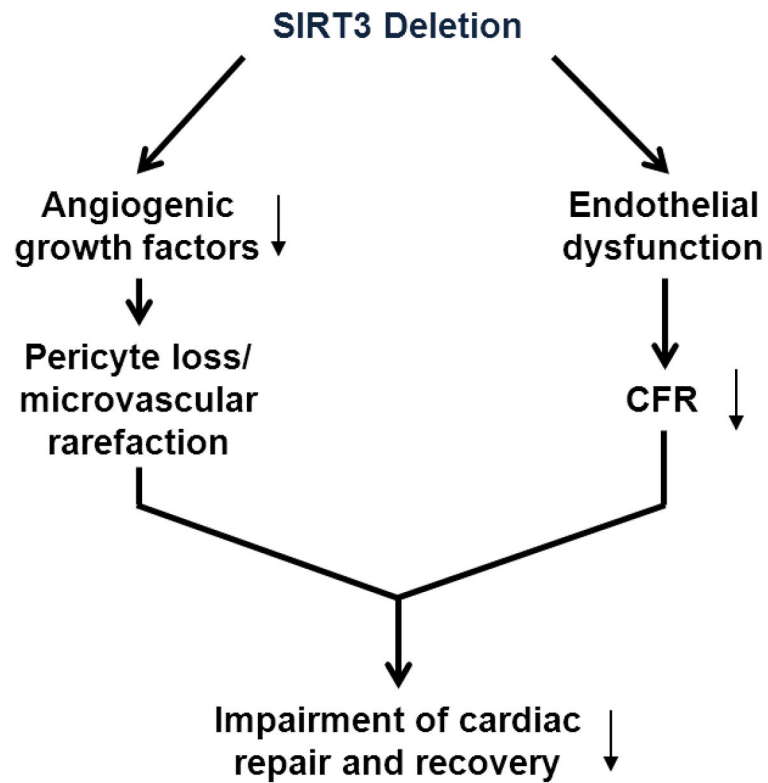 SIRT3 Deletion
Angiogenic
growth factors
Endothelial
dysfunction
Pericyte loss/
microvascular
rarefaction
CFR
Impairment of cardiac
repair and recovery